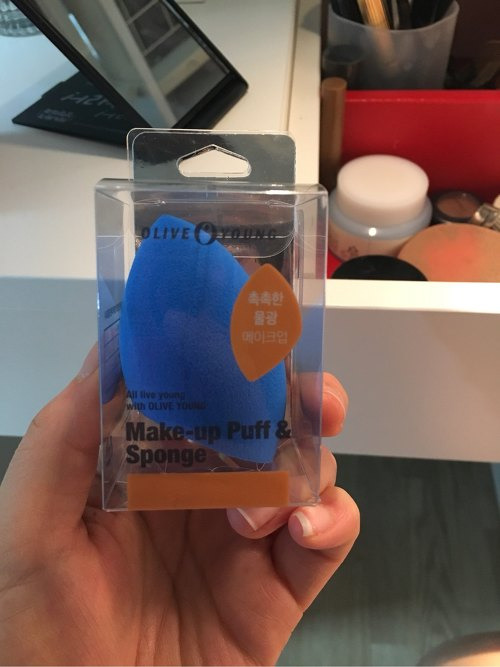 OLIVE YOUNG
촉촉한
물광
메이크업
All live young
with OLIVE YOUNG
Make-up Puff &
Sponge